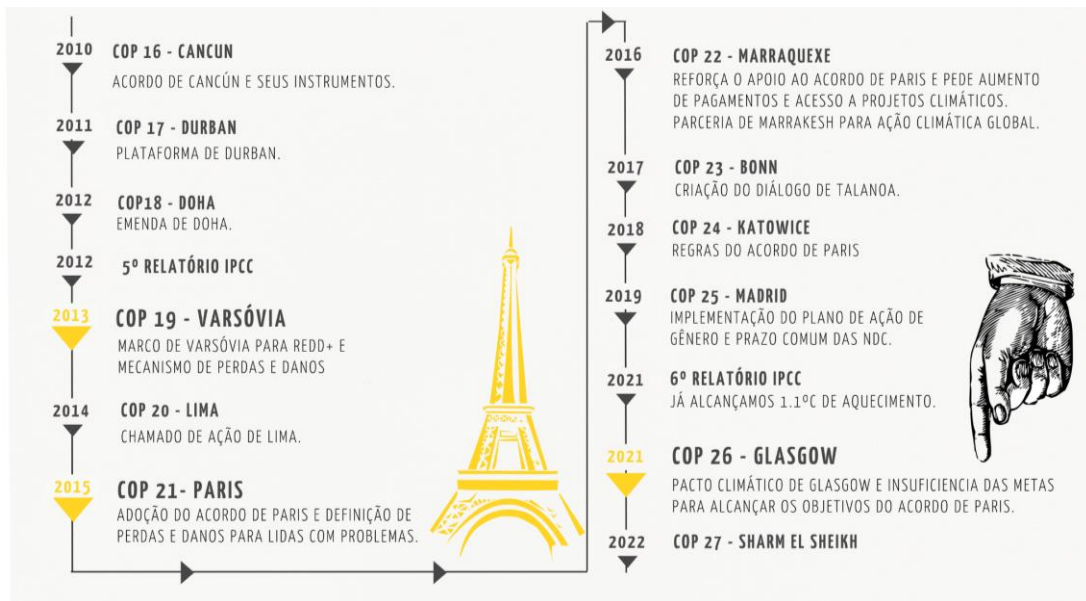 2010 COP 16 - CANCUN
ACORDO DE CANCÚN E SEUS INSTRUMENTOS.
2011 COP 17 - DURBAN
PLATAFORMA DE DURBAN.
2012 COP18 - DOHA
EMENDA DE DOHA.
2012 5º RELATÓRIO IPCC
2013 COP 19 - VARSÓVIA
MARCO DE VARSÓVIA PARA REDD+ E
MECANISMO DE PERDAS E DANOS
2014 COP 20 - LIMA
CHAMADO DE AÇÃO DE LIMA.
2015 COP 21- PARIS
ADOÇÃO DO ACORDO DE PARIS E DEFINIÇÃO DE
PERDAS E DANOS PARA LIDAS COM PROBLEMAS.
2016 COP 22 - MARRAQUEXE
REFORÇA O APOIO AO ACORDO DE PARIS E PEDE AUMENTO
DE PAGAMENTOS E ACESSO A PROJETOS CLIMÁTICOS.
PARCERIA DE MARRAKESH PARA AÇÃO CLIMÁTICA GLOBAL.
2017 COP 23 - BONN
CRIAÇÃO DO DIÁLOGO DE TALANOA.
2018 COP 24 - KATOWICE
REGRAS DO ACORDO DE PARIS
2019 COP 25 - MADRID
IMPLEMENTAÇÃO DO PLANO DE AÇÃO DE
GÊNERO E PRAZO COMUM DAS NDC.
2021 6º RELATÓRIO IPCC
JÁ ALCANÇAMOS 1.1ºC DE AQUECIMENTO.
2021 COP 26 - GLASGOW
PACTO CLIMÁTICO DE GLASGOW E INSUFICIENCIA DAS METAS
PARA ALCANÇAR OS OBJETIVOS DO ACORDO DE PARIS.
2022 COP 27 - SHARM EL SHEIKH